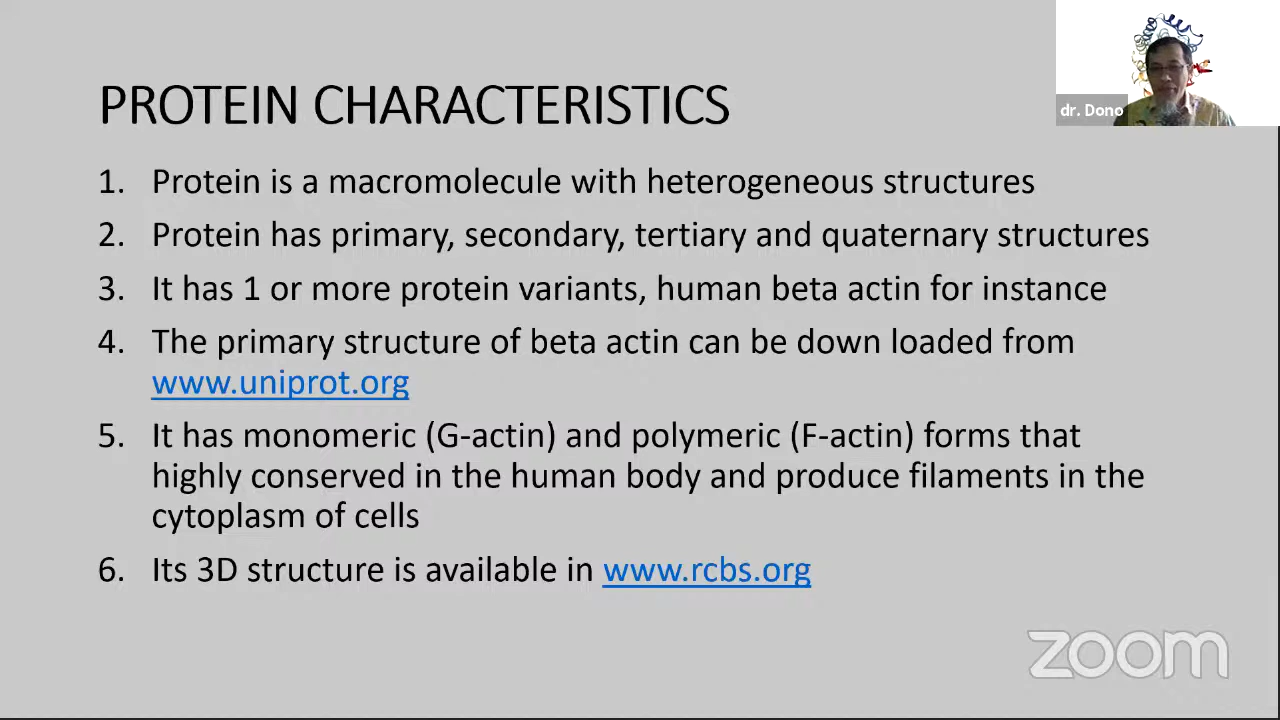 dr. Dono
PROTEIN CHARACTERISTICS
1. Protein is a macromolecule with heterogeneous structures
2. Protein has primary, secondary, tertiary and quaternary structures
3. It has 1 or more protein variants, human beta actin for instance
4. The primary structure of beta actin can be down loaded from
www.uniprot.org
5. It has monomeric (G-actin) and polymeric (F-actin) forms that
highly conserved in the human body and produce filaments in the
cytoplasm of cells
6. Its 3D structure is available in www.rcbs.org
zoom